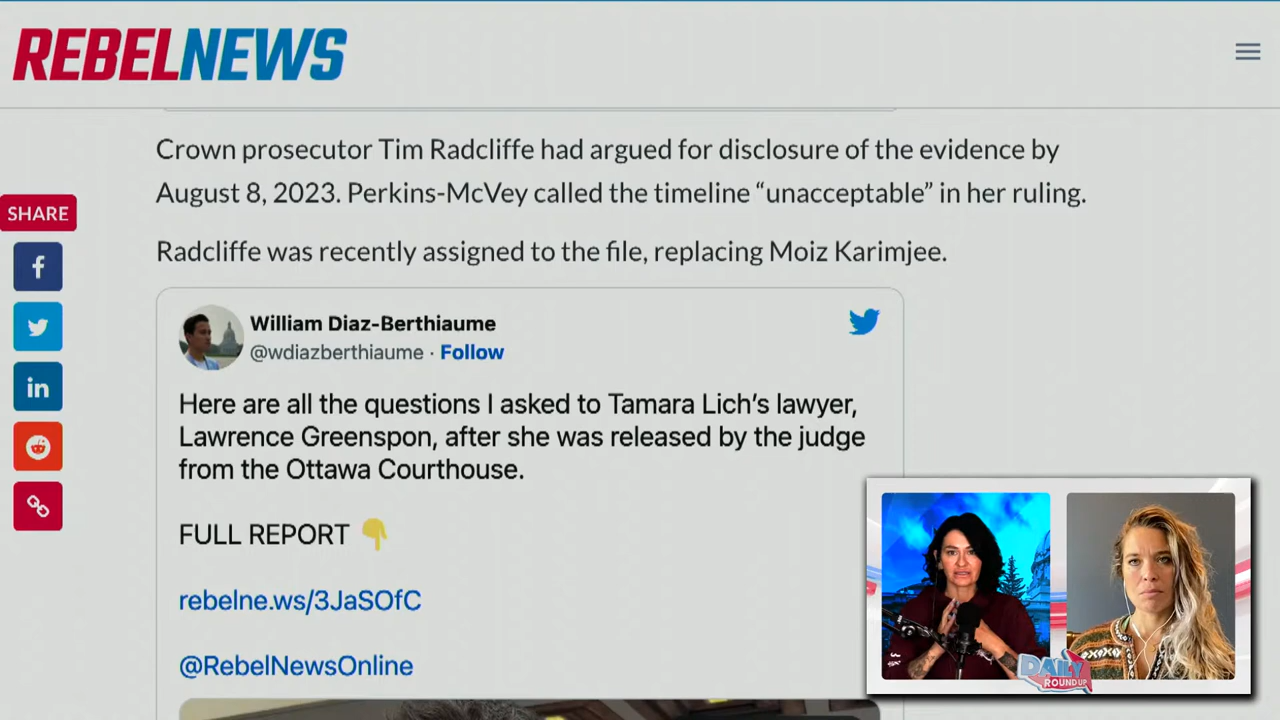 REBELNEWS
Crown prosecutor Tim Radcliffe had argued for disclosure of the evidence by
August 8, 2023. Perkins-McVey called the timeline “unacceptable” in her ruling.
SHARE
Radcliffe was recently assigned to the file, replacing Moiz Karimjee.
William Diaz-Berthiaume
@wdiazberthiaume · Follow
Here are all the questions I asked to Tamara Lich’s lawyer,
Lawrence Greenspon, after she was released by the judge
from the Ottawa Courthouse.
FULL REPORT 👇
rebelne.ws/3JaSOfC
@RebelNewsOnline
DAILY
ROUNDUP